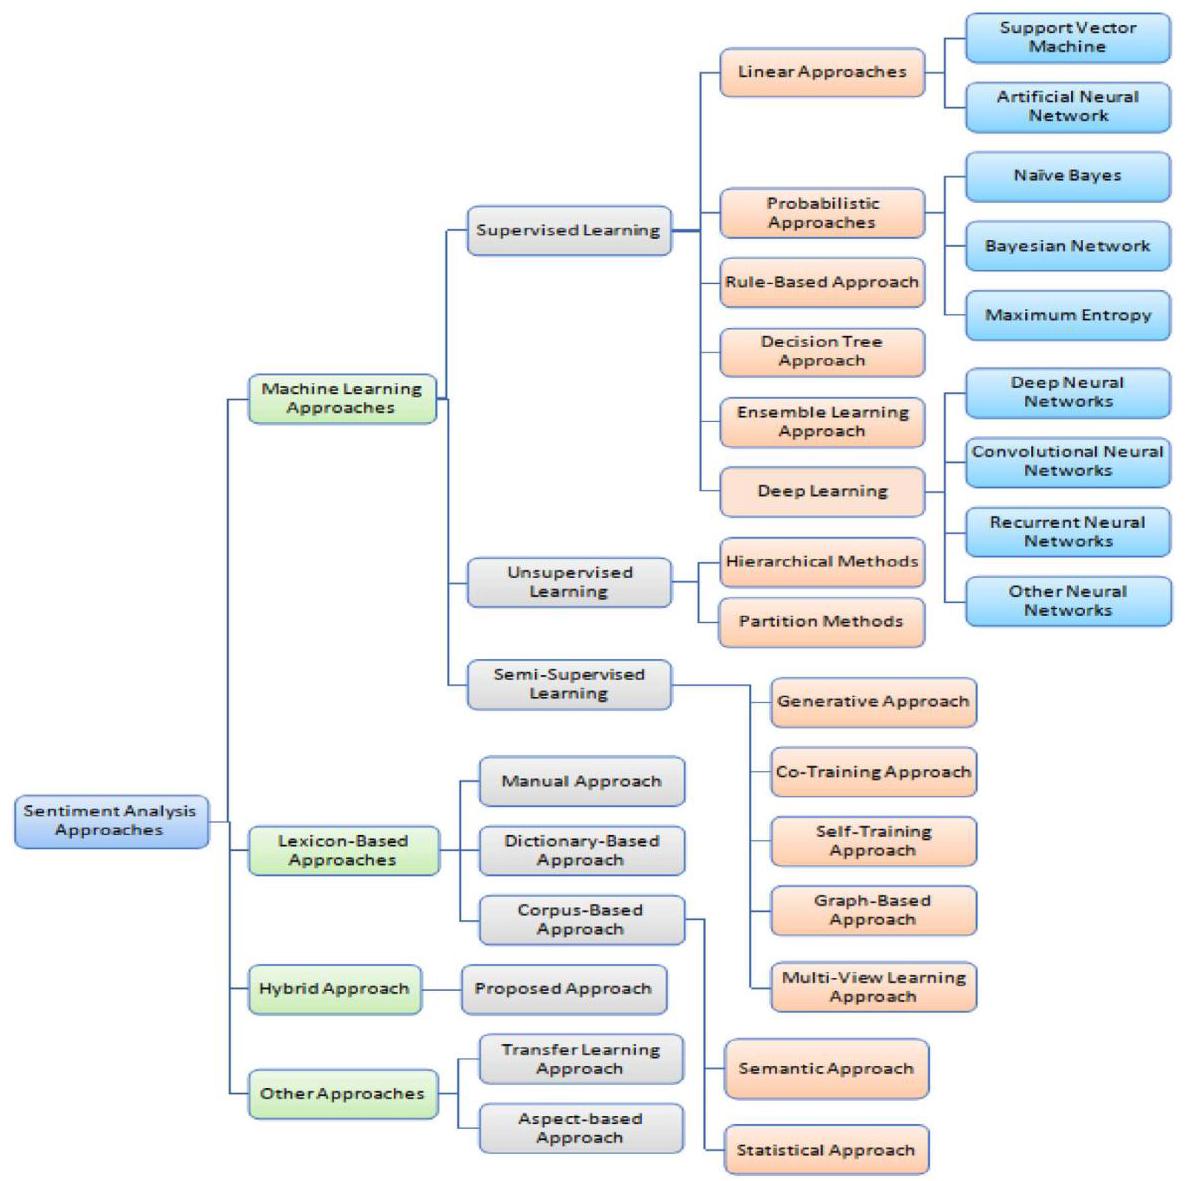 Sentiment Analysis
Approaches
Machine Learning
Approaches
Supervised Learning
Linear Approaches
Support Vector
Machine
Artificial Neural
Network
Probabilistic
Approaches
Naïve Bayes
Bayesian Network
Maximum Entropy
Rule-Based Approach
Decision Tree
Approach
Ensemble Learning
Approach
Deep Learning
Deep Neural
Networks
Convolutional Neural
Networks
Recurrent Neural
Networks
Other Neural
Networks
Unsupervised
Learning
Hierarchical Methods
Partition Methods
Semi-Supervised
Learning
Generative Approach
Co-Training Approach
Self-Training
Approach
Graph-Based
Approach
Multi-View Learning
Approach
Lexicon-Based
Approaches
Manual Approach
Dictionary-Based
Approach
Corpus-Based
Approach
Semantic Approach
Statistical Approach
Hybrid Approach
Proposed Approach
Other Approaches
Transfer Learning
Approach
Aspect-based
Approach